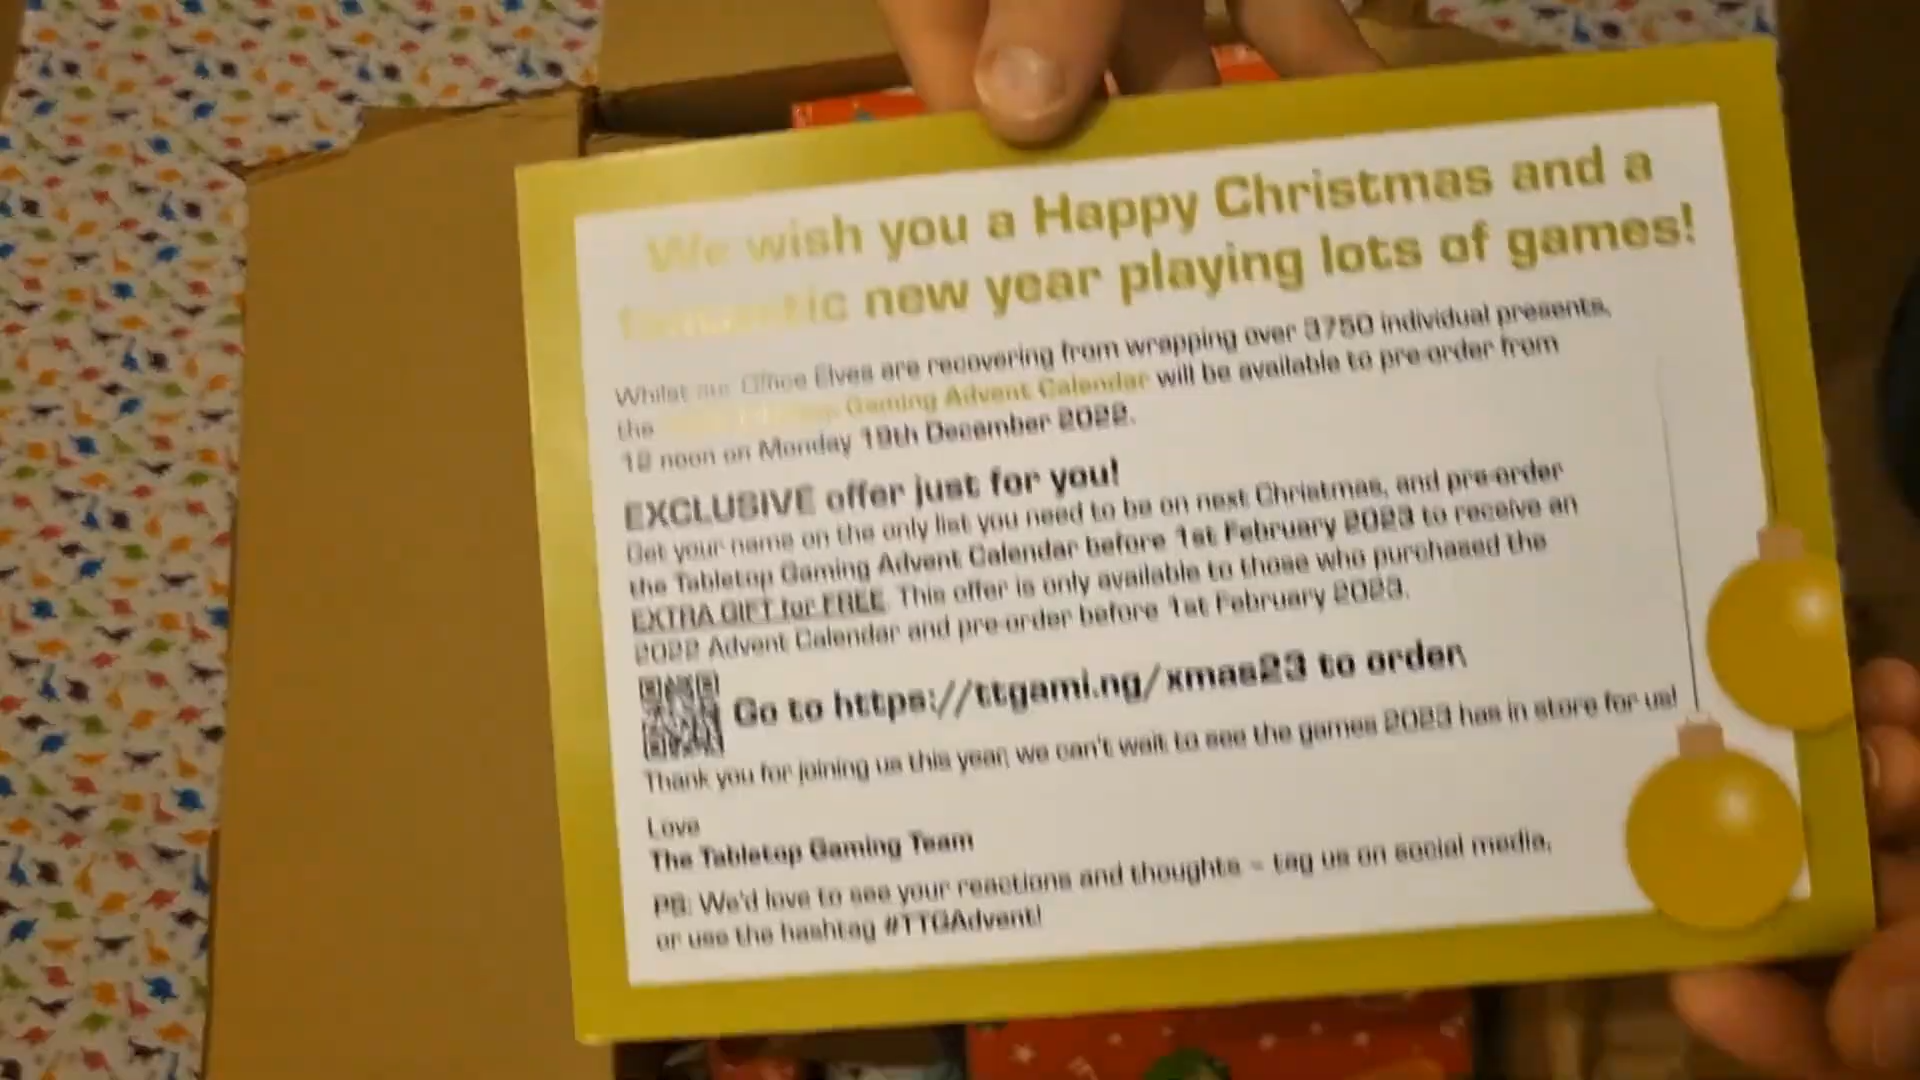 We wish you a Happy Christmas and a
fantastic new year playing lots of games!
Whilst our Office Elves are recovering from wrapping over 3750 individual presents,
the Gaming Advent Calendar will be available to pre-order from
12 noon on Monday 19th December 2022.
EXCLUSIVE offer just for you!
Get your name on the only list you need to be on next Christmas, and pre-order
the Tabletop Gaming Advent Calendar before 1st February 2023 to receive an
EXTRA GIFT for FREE. This offer is only available to those who purchased the
2022 Advent Calendar and pre-order before 1st February 2023.
Go to https://ttgami.ng/xmas23 to order.
Thank you for joining us this year, we can't wait to see the games 2023 has in store for us!
Love
The Tabletop Gaming Team
PS: We'd love to see your reactions and thoughts – tag us on social media,
or use the hashtag #TTGAdvent!